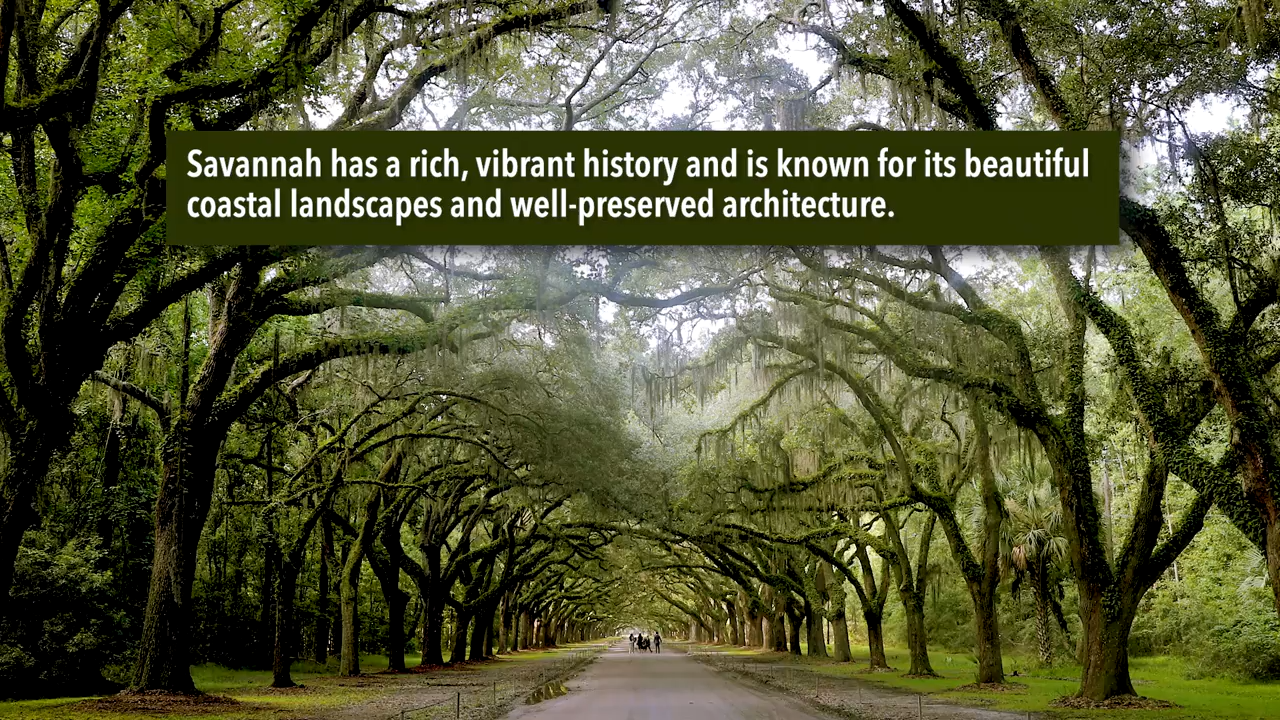 Savannah has a rich, vibrant history and is known for its beautiful
coastal landscapes and well-preserved architecture.